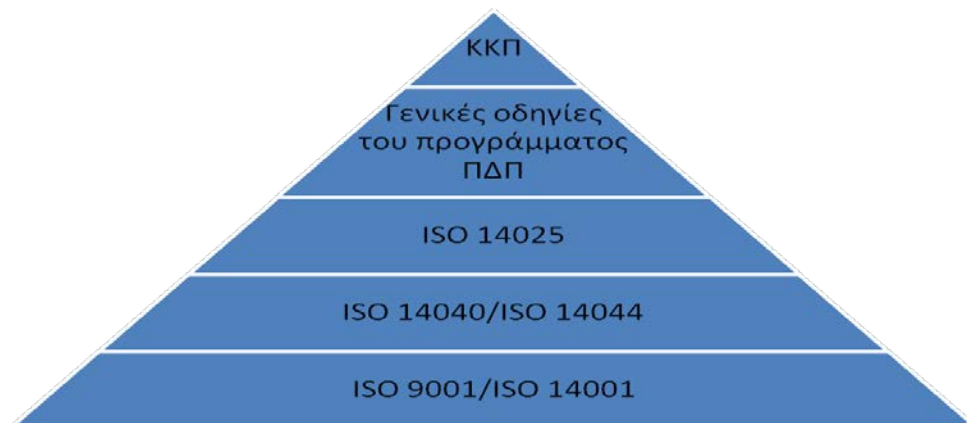 ΚΚΠ
Γενικές οδηγίες
του προγράμματος
ΠΔΠ
ISO 14025
ISO 14040/ISO 14044
ISO 9001/ISO 14001